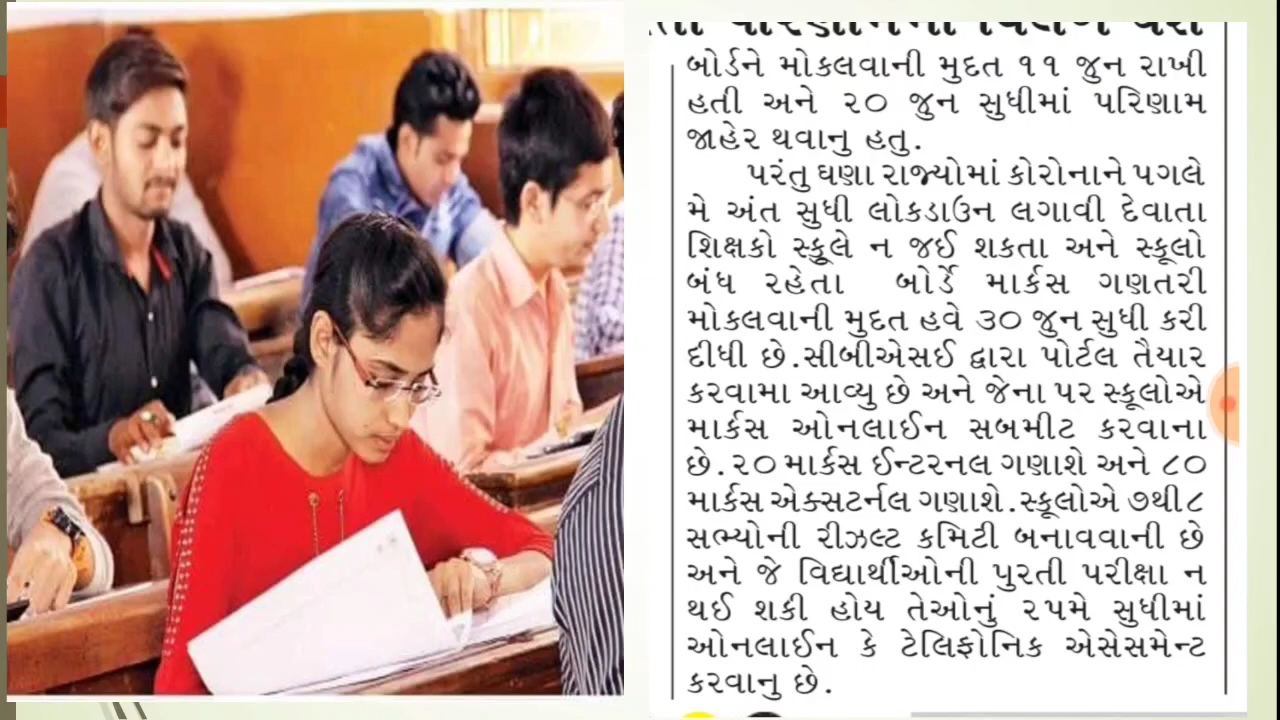 બોર્ડને મોકલવાની મુદત ૧૧ જુન રાખી
હતી અને ૨૦ જુન સુધીમાં પરિણામ
જાહેર થવાનુ હતુ.
પરંતુ ઘણા રાજ્યોમાં કોરોનાને પગલે
મે અંત સુધી લોકડાઉન લગાવી દેવાતા
શિક્ષકો સ્કૂલે ન જઈ શકતા અને સ્કૂલો
બંધ રહેતા બોર્ડે માર્કસ ગણતરી
મોકલવાની મુદત હવે ૩૦ જુન સુધી કરી
દીધી છે.સીબીએસઈ દ્વારા પોર્ટલ તૈયાર
કરવામા આવ્યુ છે અને જેના પર સ્કૂલોએ
માર્કસ ઓનલાઈન સબમીટ કરવાના
છે.૨૦ માર્કસ ઈન્ટરનલ ગણાશે અને ૮૦
માર્કસ એક્સટર્નલ ગણાશે.સ્કૂલોએ ૭થી૮
સભ્યોની રીઝલ્ટ કમિટી બનાવવાની છે
અને જે વિદ્યાર્થીઓની પુરતી પરીક્ષા ન
થઈ શકી હોય તેઓનું ૨૫મે સુધીમાં
ઓનલાઈન કે ટેલિફોનિક એસેસમેન્ટ
કરવાનુ છે.